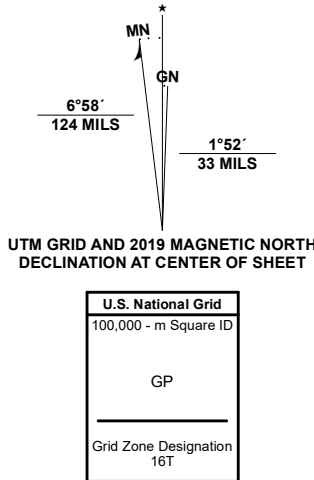 ★
MN
GN
6°58´
124 MILS
1°52´
33 MILS
UTM GRID AND 2019 MAGNETIC NORTH
DECLINATION AT CENTER OF SHEET
U.S. National Grid
100,000 - m Square ID
GP
Grid Zone Designation
16T